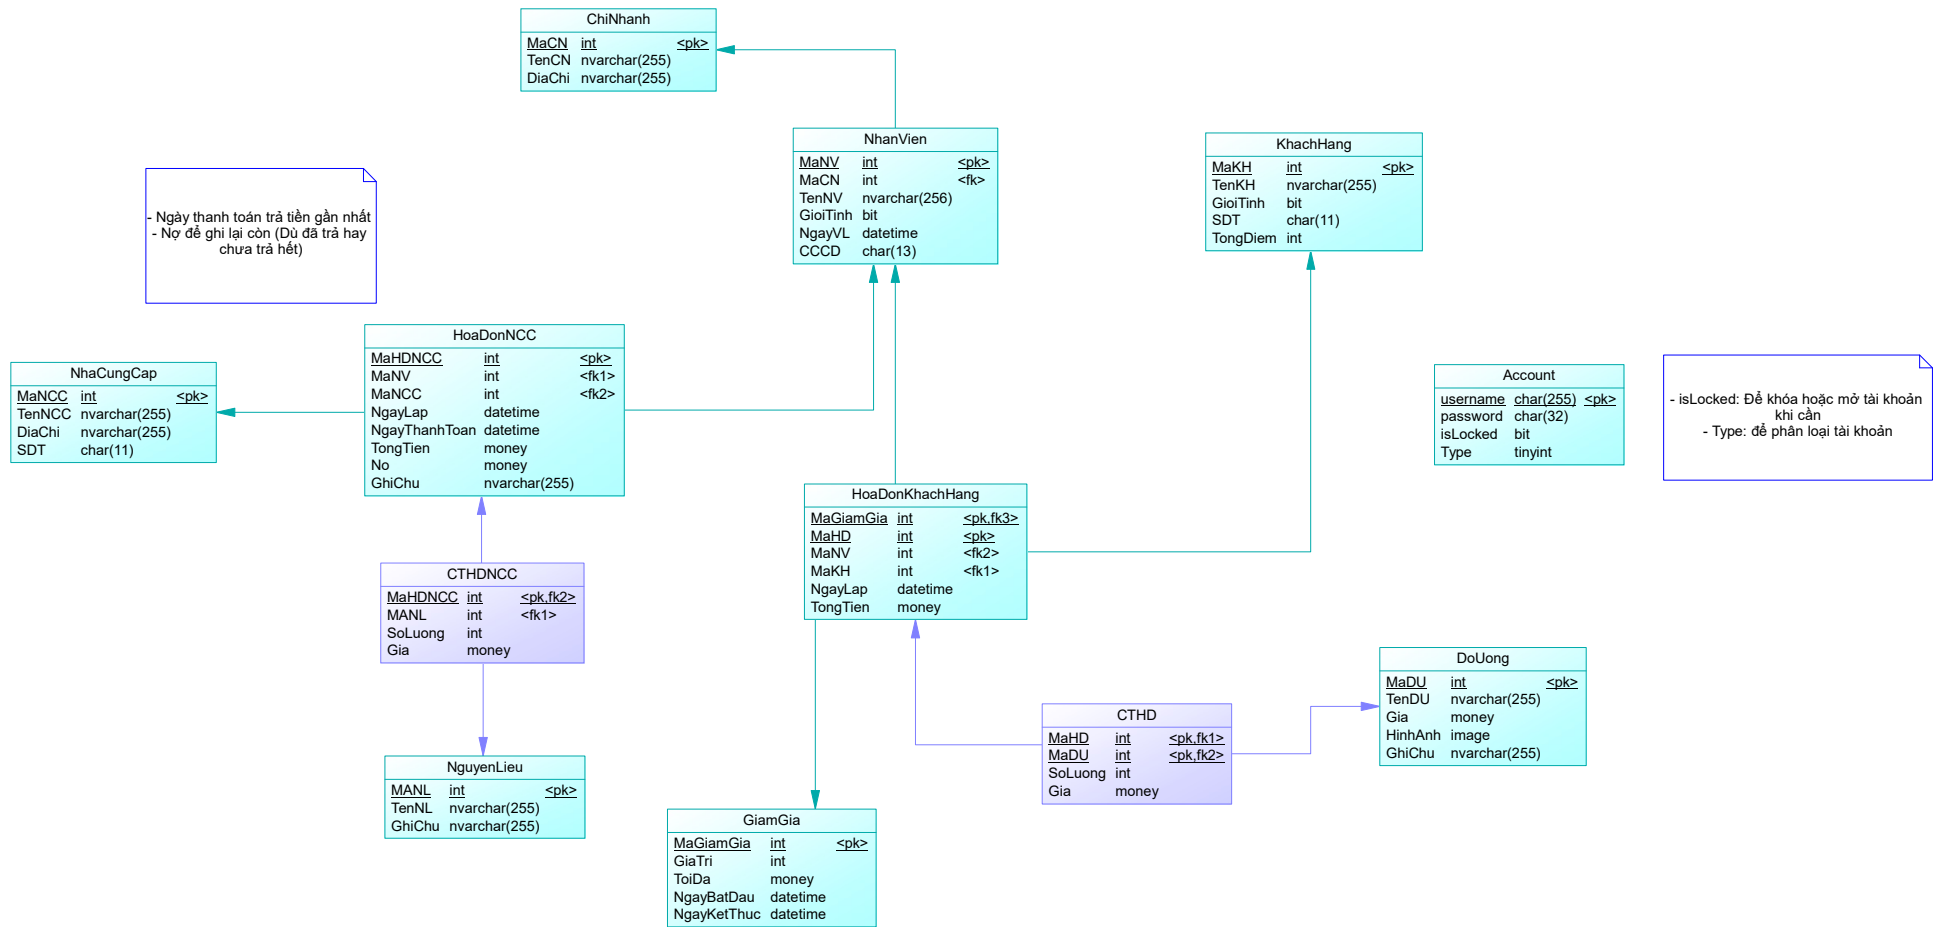 ChiNhanh
MaCN int <pk>
TenCN nvarchar(255)
DiaChi nvarchar(255)
NhanVien
MaNV int <pk>
MaCN int <fk>
TenNV nvarchar(256)
GioiTinh bit
NgayVL datetime
CCCD char(13)
KhachHang
MaKH int <pk>
TenKH nvarchar(255)
GioiTinh bit
SDT char(11)
TongDiem int
- Ngày thanh toán trả tiền gần nhất
- Nợ để ghi lại còn (Dù đã trả hay
chưa trả hết)
HoaDonNCC
MaHDNCC int <pk>
MaNV int <fk1>
MaNCC int <fk2>
NgayLap datetime
NgayThanhToan datetime
TongTien money
No money
GhiChu nvarchar(255)
NhaCungCap
MaNCC int <pk>
TenNCC nvarchar(255)
DiaChi nvarchar(255)
SDT char(11)
Account
username char(255) <pk>
password char(32)
isLocked bit
Type tinyint
- isLocked: Để khóa hoặc mở tài khoản
khi cần
- Type: để phân loại tài khoản
HoaDonKhachHang
MaGiamGia int <pk,fk3>
MaHD int <pk>
MaNV int <fk2>
MaKH int <fk1>
NgayLap datetime
TongTien money
CTHDNCC
MaHDNCC int <pk,fk2>
MANL int <fk1>
SoLuong int
Gia money
DoUong
MaDU int <pk>
TenDU nvarchar(255)
Gia money
HinhAnh image
GhiChu nvarchar(255)
CTHD
MaHD int <pk,fk1>
MaDU int <pk,fk2>
SoLuong int
Gia money
NguyenLieu
MANL int <pk>
TenNL nvarchar(255)
GhiChu nvarchar(255)
GiamGia
MaGiamGia int <pk>
GiaTri int
ToiDa money
NgayBatDau datetime
NgayKetThuc datetime